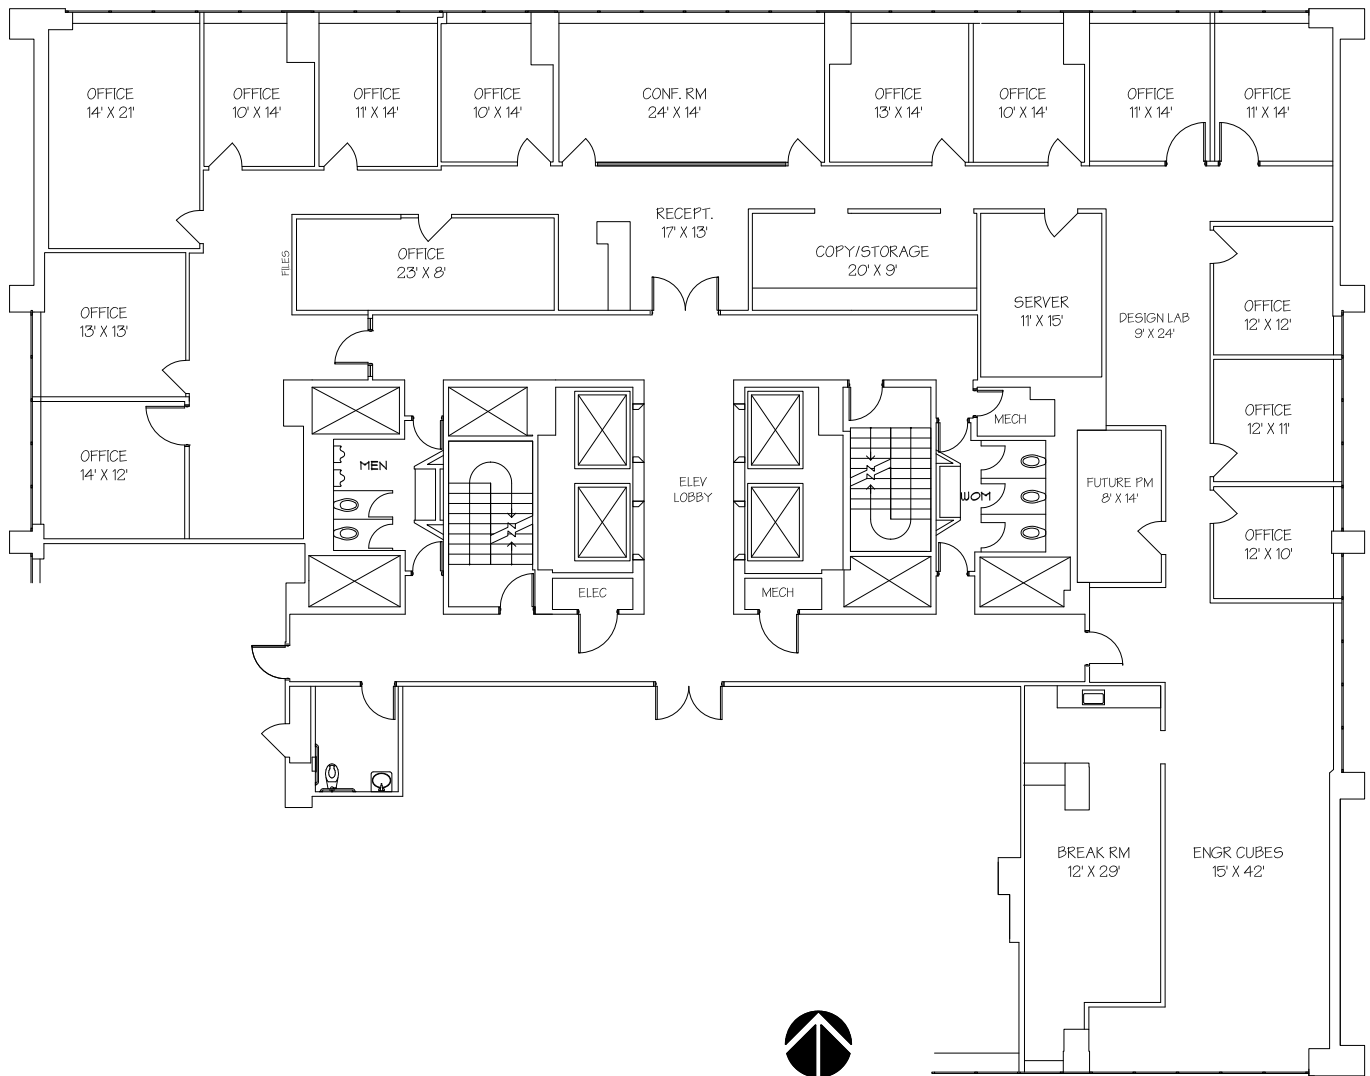 OFFICE
14' X 21'
OFFICE
10' X 14'
OFFICE
11' X 14'
OFFICE
10' X 14'
CONF. RM
24' X 14'
OFFICE
13' X 14'
OFFICE
10' X 14'
OFFICE
11' X 14'
OFFICE
11' X 14'
RECEPT.
17' X 13'
FILES
OFFICE
23' X 8'
COPY/STORAGE
20' X 9'
OFFICE
13' X 13'
SERVER
11' X 15'
DESIGN LAB
9' X 24'
OFFICE
12' X 12'
OFFICE
12' X 11'
MECH
OFFICE
14' X 12'
MEN
ELEV
LOBBY
WOM
FUTURE PM
8' X 14'
OFFICE
12' X 10'
ELEC
MECH
BREAK RM
12' X 29'
ENGR CUBES
15' X 42'